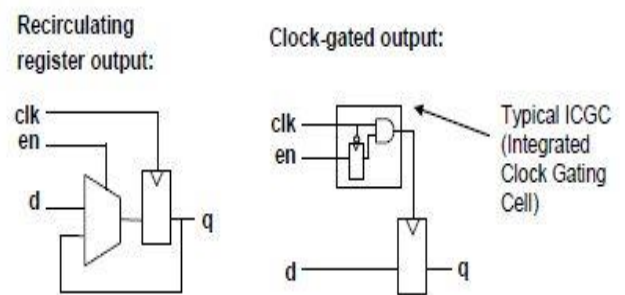 Recirculating
register output:
clk
en
d
q
Clock-gated output:
clk
en
d
q
Typical ICGC
(Integrated
Clock Gating
Cell)